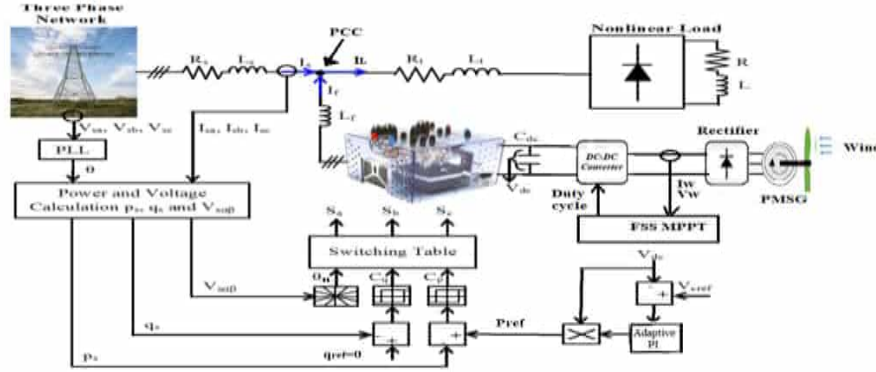 Three Phase
Network
PCC
Nonlinear Load
Rs
Ls
Is
IL
Rl
Ll
If
Lf
R
L
Vsa, Vsb, Vsc
Isa, Isb, Isc
PLL
θ
Cdc
Vdc
DC-DC
Converter
Rectifier
Iw
Vw
Wind
PMSG
Duty
cycle
FSS MPPT
Power and Voltage
Calculation ps, qs and Vsαβ
Sa
Sb
Sc
Switching Table
θn
Cq
Cp
Vsαβ
Vdc
qs
Pref
Adaptive
PI
qref=0
ps